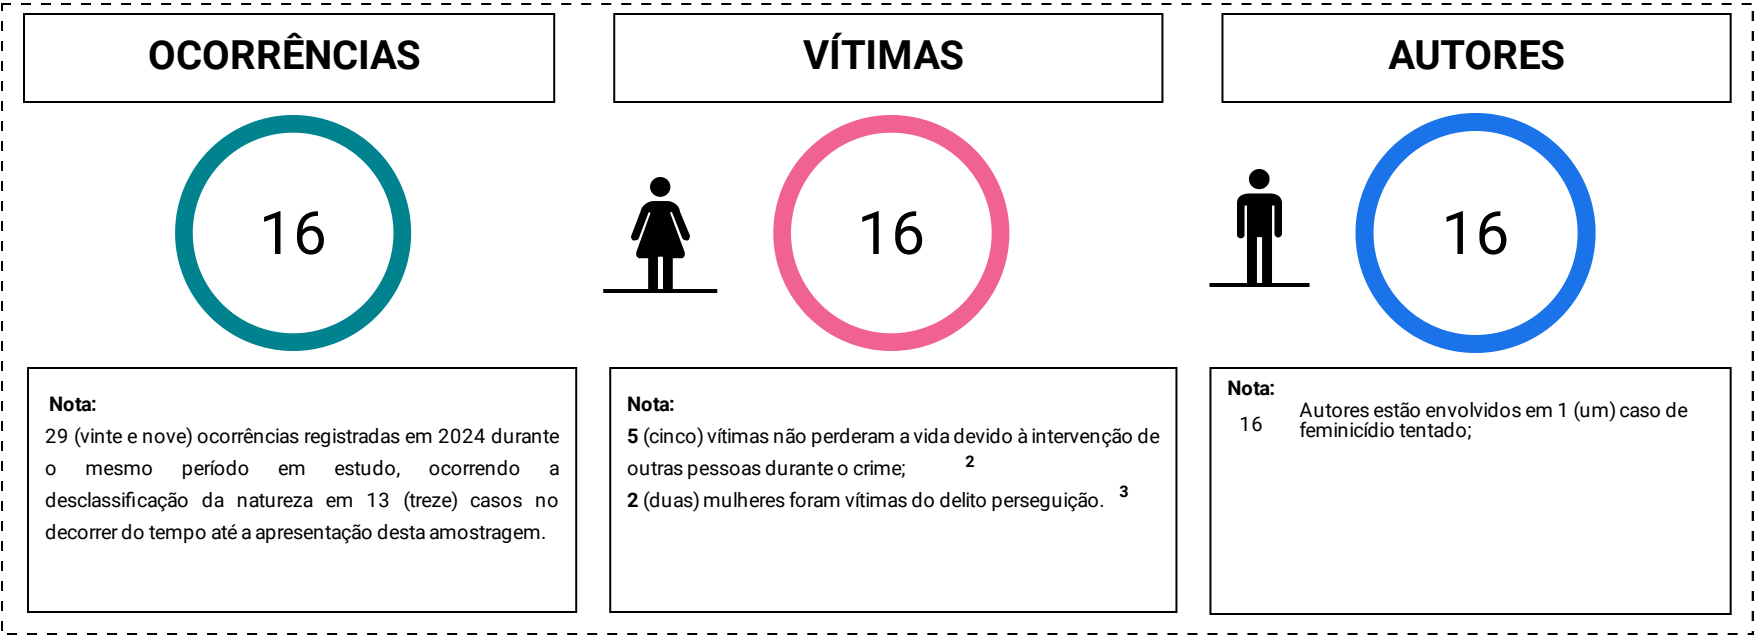 OCORRÊNCIAS
16
Nota:
29 (vinte e nove) ocorrências registradas em 2024 durante
o mesmo período em estudo, ocorrendo a
desclassificação da natureza em 13 (treze) casos no
decorrer do tempo até a apresentação desta amostragem.
VÍTIMAS
16
Nota:
5 (cinco) vítimas não perderam a vida devido à intervenção de
outras pessoas durante o crime; 2
2 (duas) mulheres foram vítimas do delito perseguição. 3
AUTORES
16
Nota:
16 Autores estão envolvidos em 1 (um) caso de
feminicídio tentado;